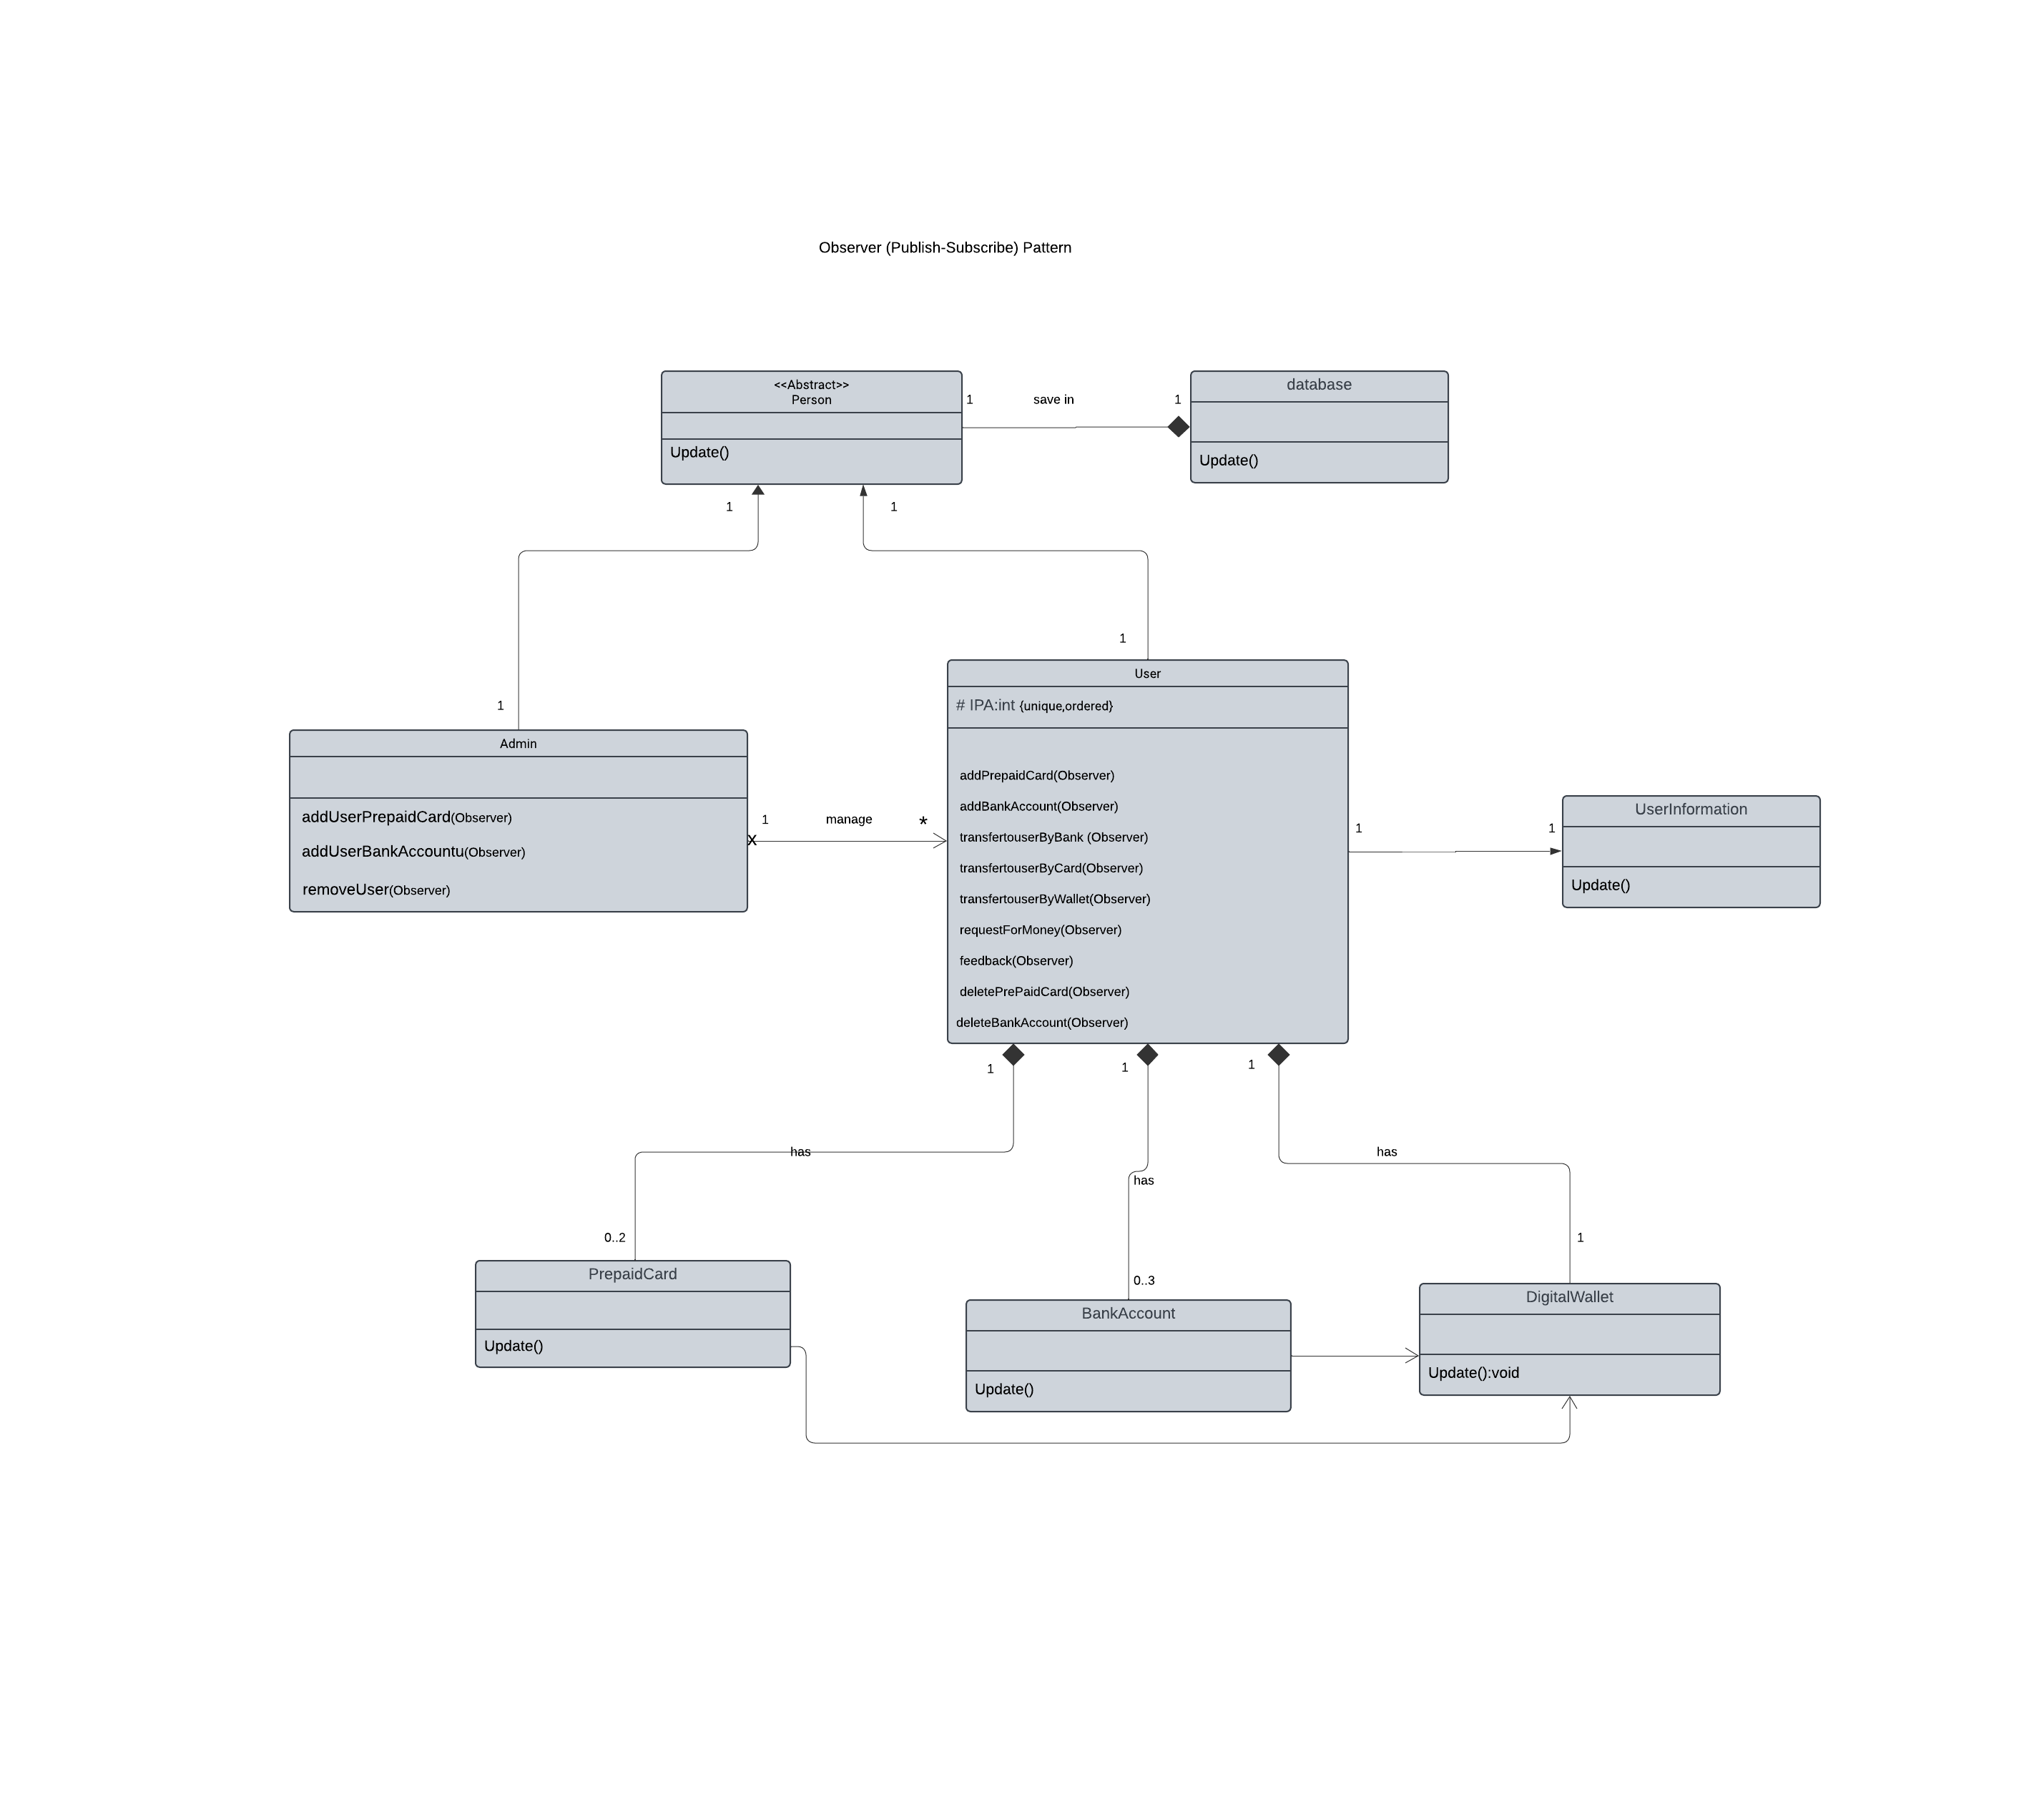 Observer (Publish-Subscribe) Pattern
<<Abstract>>
Person
Update()
1
save in
1
database
Update()
1
1
1
1
Admin
addUserPrepaidCard(Observer)
addUserBankAccountu(Observer)
removeUser(Observer)
x
1
manage
*
User
# IPA:int {unique,ordered}
addPrepaidCard(Observer)
addBankAccount(Observer)
transfertouserByBank (Observer)
transfertouserByCard(Observer)
transfertouserByWallet(Observer)
requestForMoney(Observer)
feedback(Observer)
deletePrePaidCard(Observer)
deleteBankAccount(Observer)
1
1
UserInformation
Update()
1
1
1
has
has
has
0..2
0..3
1
PrepaidCard
Update()
BankAccount
Update()
DigitalWallet
Update():void